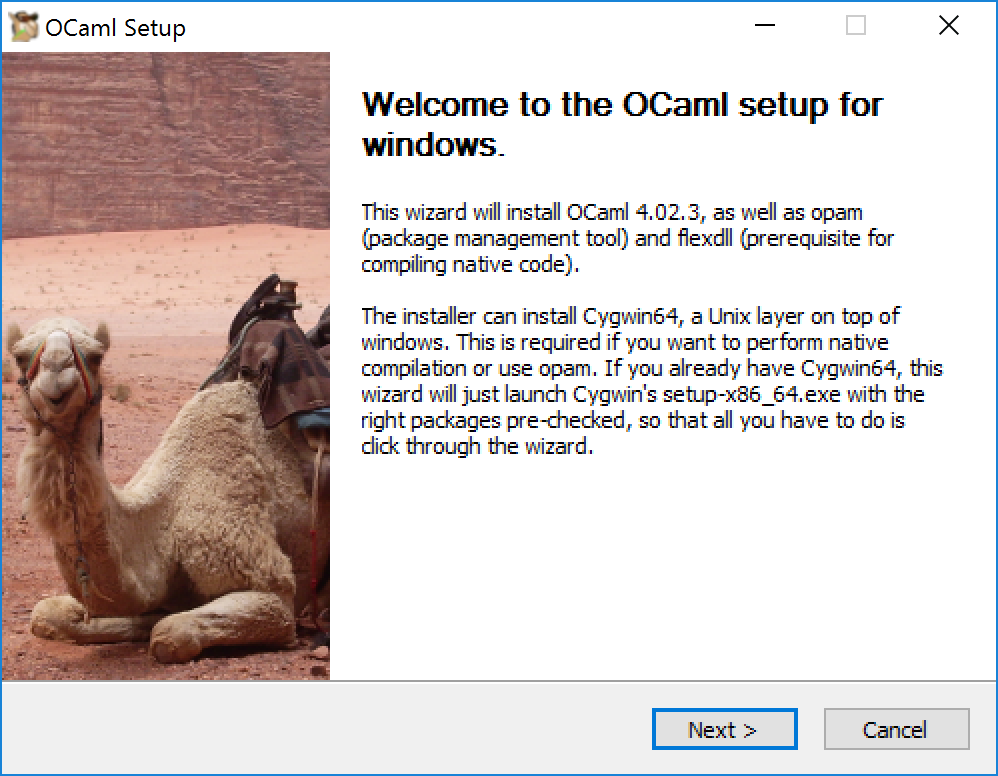 OCaml Setup
Welcome to the OCaml setup for
windows.
This wizard will install OCaml 4.02.3, as well as opam
(package management tool) and flexdll (prerequisite for
compiling native code).
The installer can install Cygwin64, a Unix layer on top of
windows. This is required if you want to perform native
compilation or use opam. If you already have Cygwin64, this
wizard will just launch Cygwin's setup-x86_64.exe with the
right packages pre-checked, so that all you have to do is
click through the wizard.
Next >
Cancel